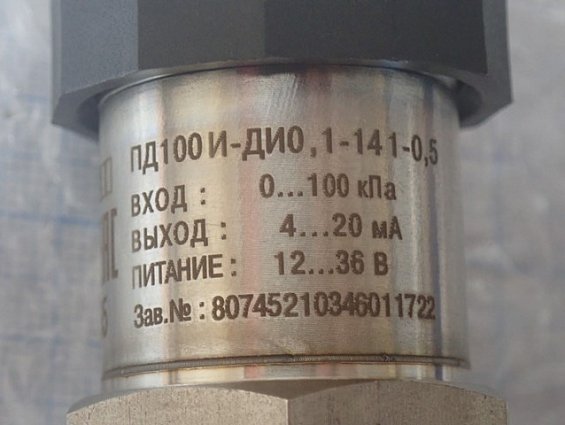 ПД100И-ДИ0,1-141-0,5
ВХОД : 0...100 кПа
ВЫХОД : 4...20 мА
ПИТАНИЕ : 12...36 В
Зав.№ : 80745210346011722